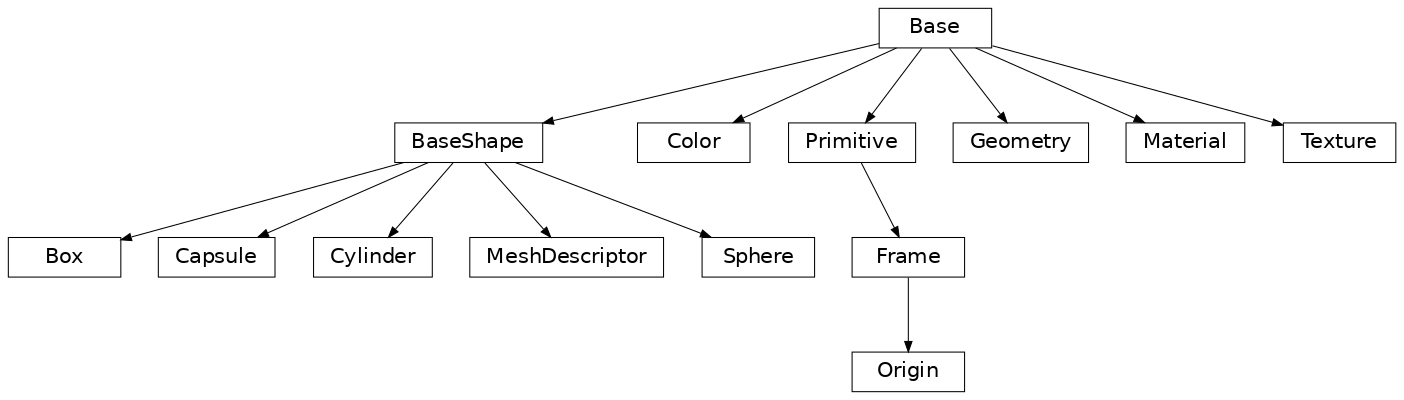 Base
BaseShape
Color
Primitive
Geometry
Material
Texture
Box
Capsule
Cylinder
MeshDescriptor
Sphere
Frame
Origin